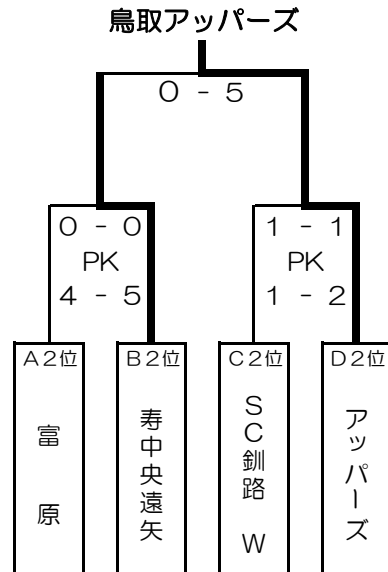 鳥取アッパーズ
０ - ５
０ - ０
PK
４ - ５
１ - １
PK
１ - ２
A２位
B２位
C２位
D２位
富原
寿中央遠矢
SC釧路 W
アッパーズ